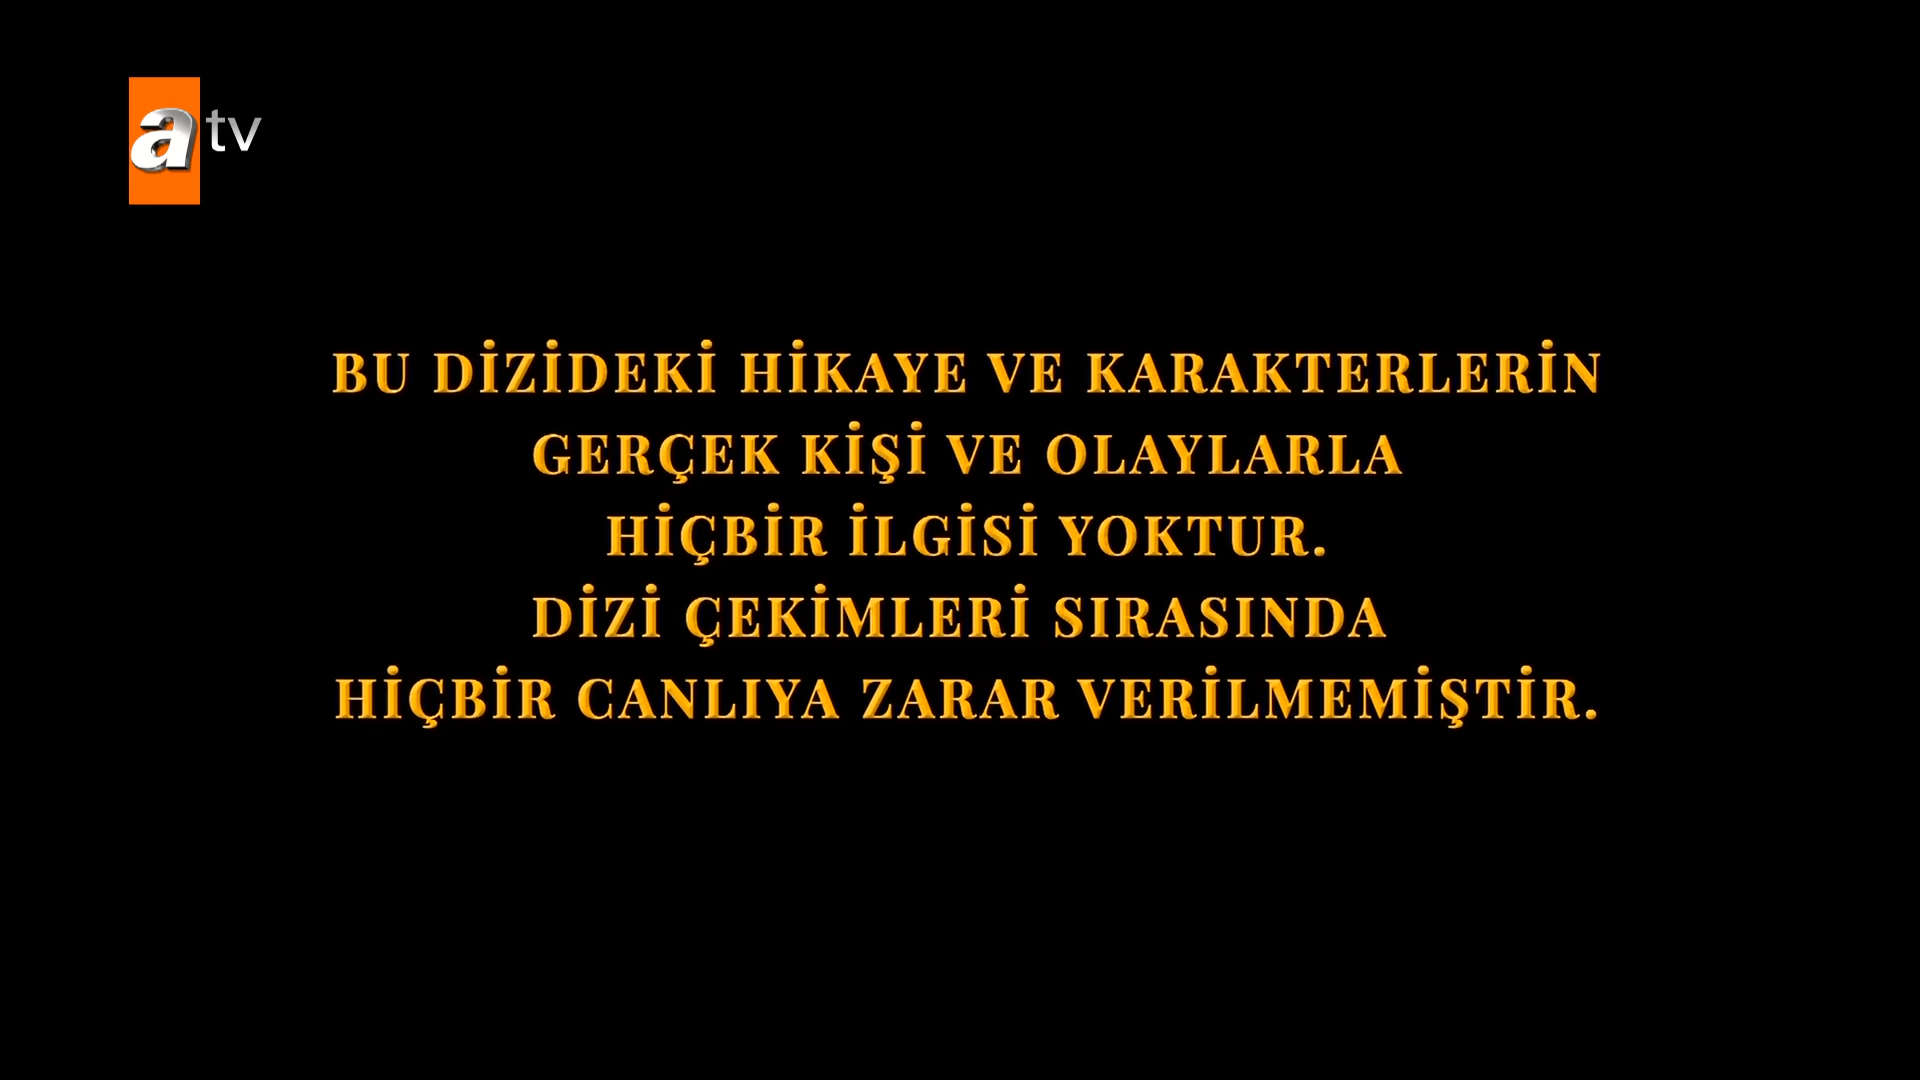 atv
BU DİZİDEKİ HİKAYE VE KARAKTERLERİN
GERÇEK KİŞİ VE OLAYLARLA
HİÇBİR İLGİSİ YOKTUR.
DİZİ ÇEKİMLERİ SIRASINDA
HİÇBİR CANLIYA ZARAR VERİLMEMİŞTİR.